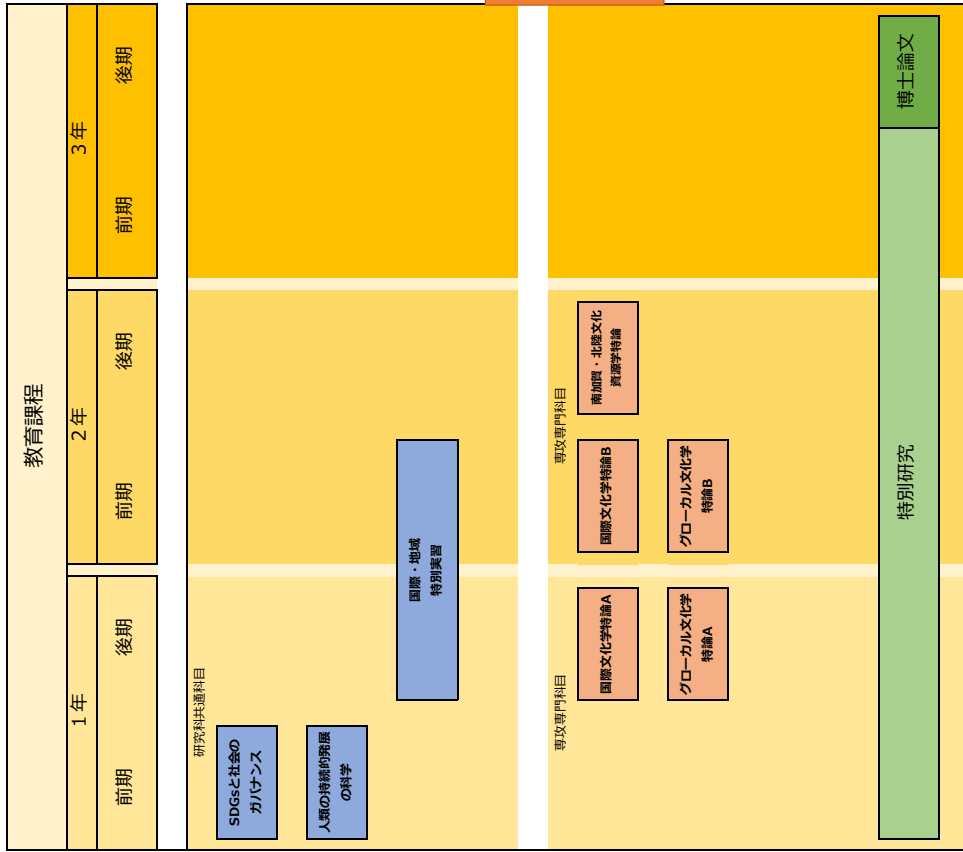 教育課程
1年
2年
3年
前期
後期
前期
後期
前期
後期
研究科共通科目
SDGsと社会の
ガバナンス
人類の持続的発展
の科学
国際・地域
特別実習
専攻専門科目
専攻専門科目
国際文化学特論A
国際文化学特論B
南加賀・北陸文化
資源学特論
グローカル文化学
特論A
グローカル文化学
特論B
特別研究
博士論文